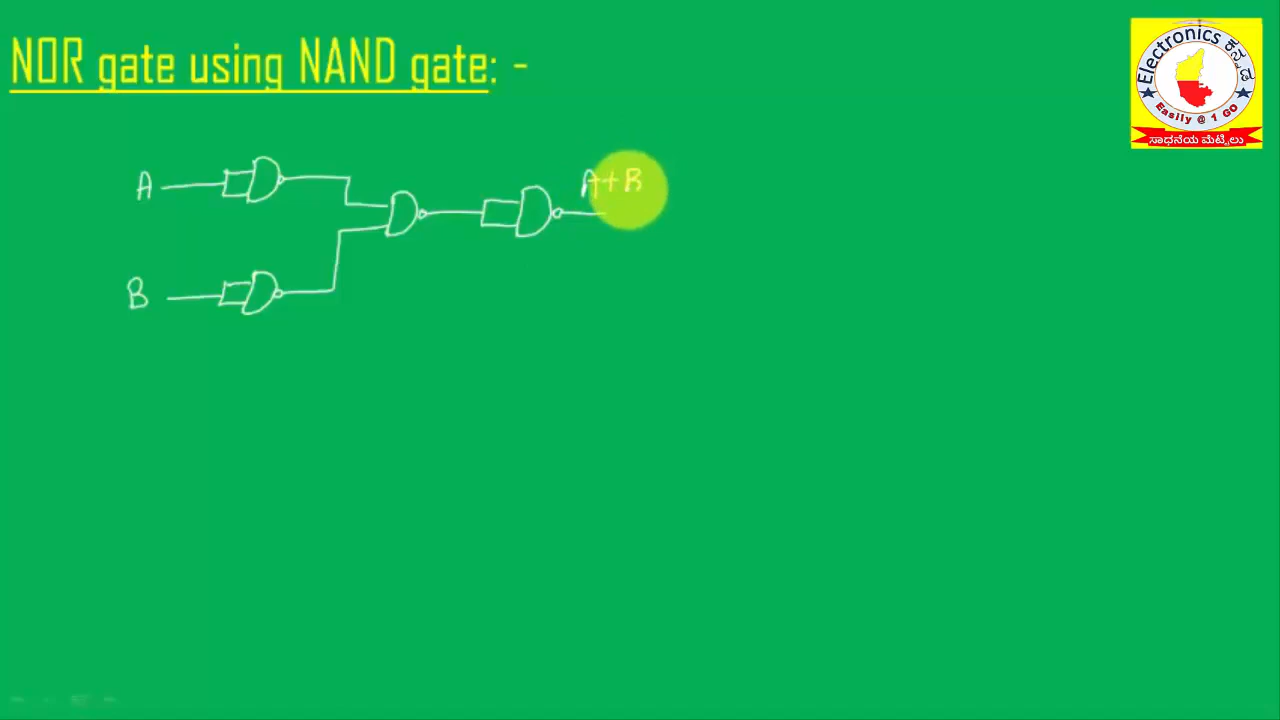 NOR gate using NAND gate: -
Electronics ಕನ್ನಡ
Easily @ 1 GO
ಸಾಧನೆಯ ಮೆಟ್ಟಿಲು
A
A+B
B